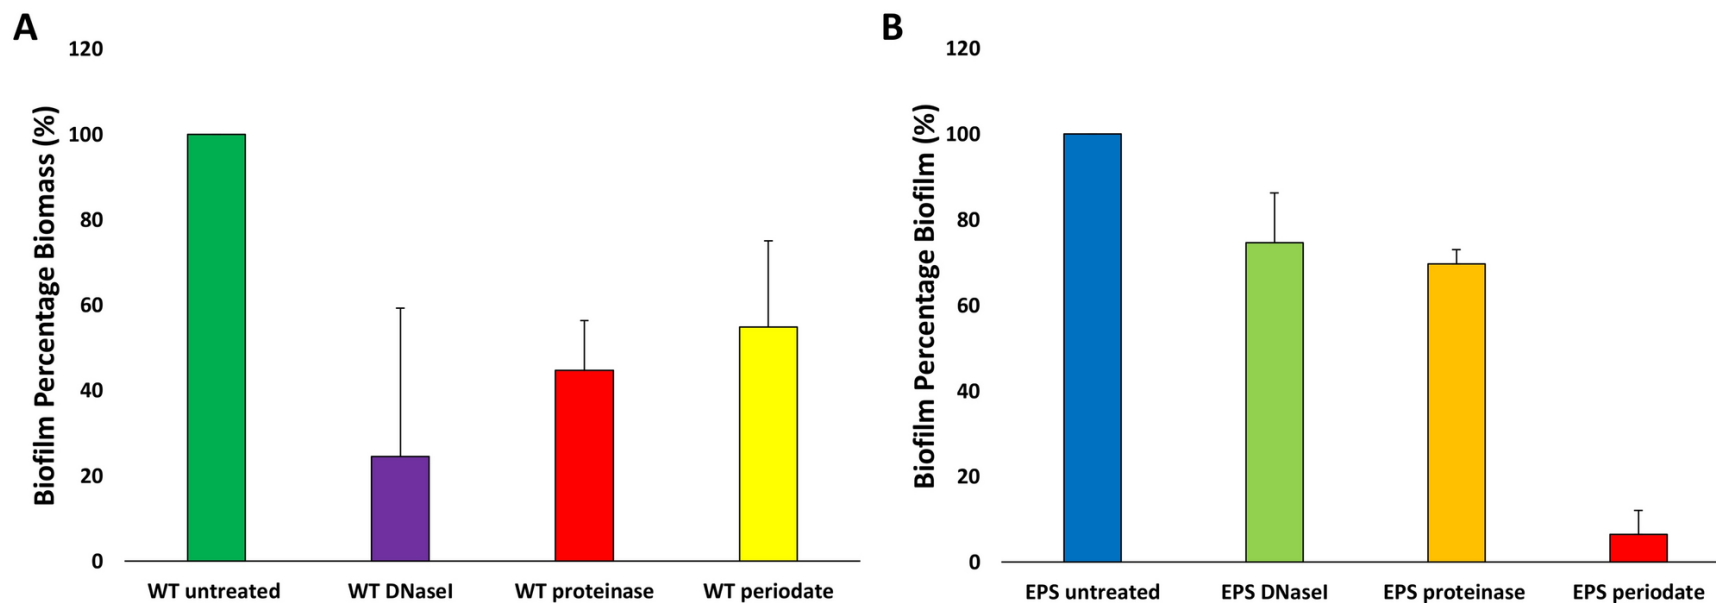 A
Biofilm Percentage Biomass (%)
120
100
80
60
40
20
0
WT untreated WT DNaseI WT proteinase WT periodate
B
Biofilm Percentage Biofilm (%)
120
100
80
60
40
20
0
EPS untreated EPS DNaseI EPS proteinase EPS periodate